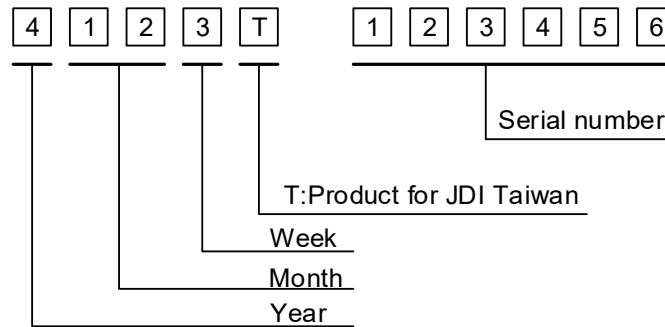 4 1 2 3 T 1 2 3 4 5 6
Serial number
T:Product for JDI Taiwan
Week
Month
Year